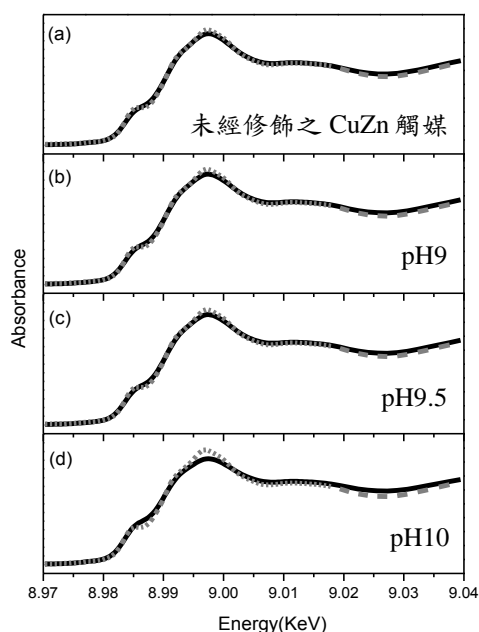 (a)
未經修飾之 CuZn 觸媒
(b)
pH9
(c)
pH9.5
(d)
pH10
Absorbance
8.97 8.98 8.99 9.00 9.01 9.02 9.03 9.04
Energy(KeV)